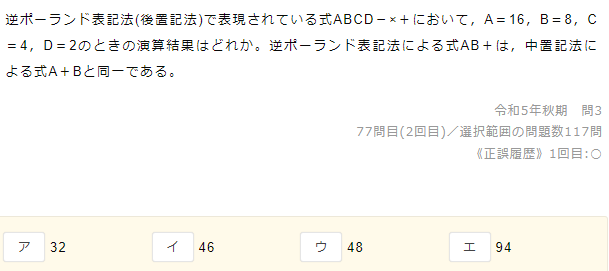 逆ポーランド表記法(後置記法)で表現されている式ABCD－×＋において，A＝16，B＝8，C
＝4，D＝2のときの演算結果はどれか。逆ポーランド表記法による式AB＋は，中置記法に
よる式A＋Bと同一である。
令和5年秋期　問3
77問目(2回目)／選択範囲の問題数117問
《正誤履歴》1回目:○
ア 32 イ 46 ウ 48 エ 94